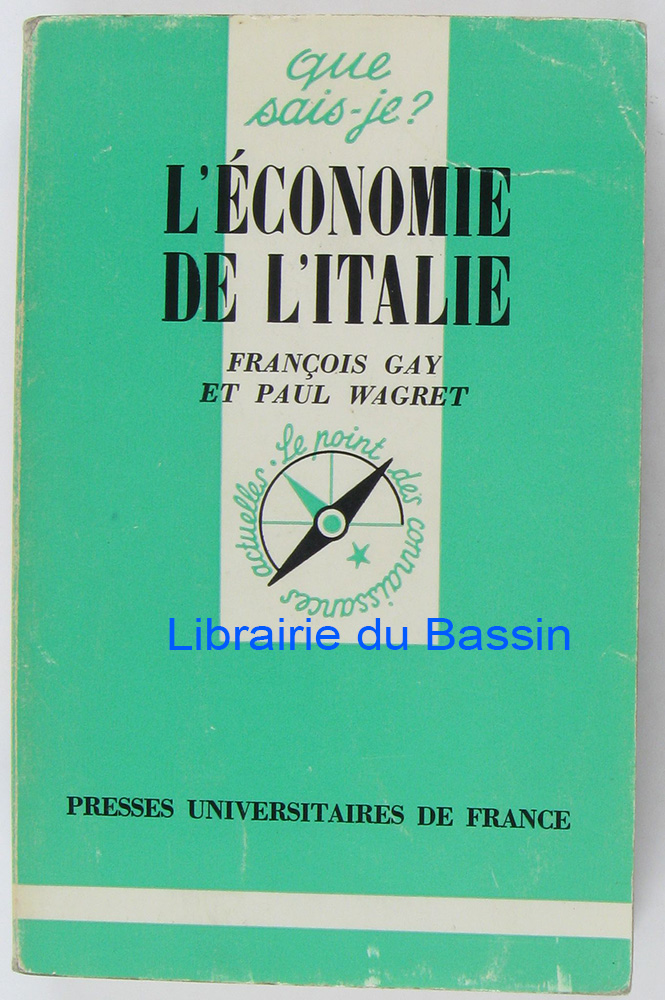 que
sais-je?
L'ÉCONOMIE
DE L'ITALIE
FRANÇOIS GAY
ET PAUL WAGRET
Le point des connaissances actuelles.
Librairie du Bassin
PRESSES UNIVERSITAIRES DE FRANCE